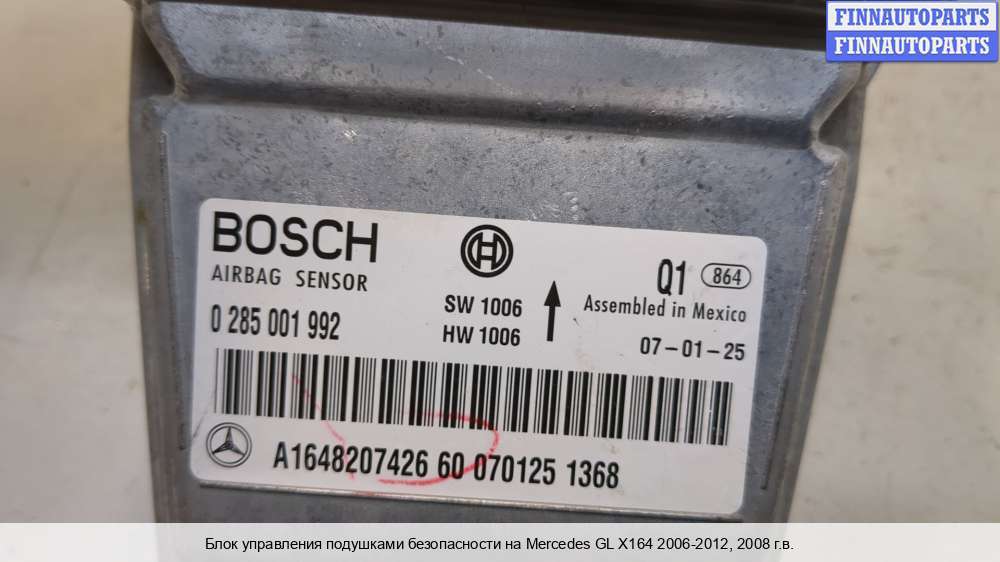 FINNAUTOPARTS
FINNAUTOPARTS
BOSCH
AIRBAG SENSOR
0 285 001 992
SW 1006
HW 1006
Q1 864
Assembled in Mexico
07-01-25
A1648207426 60 070125 1368
Блок управления подушками безопасности на Mercedes GL X164 2006-2012, 2008 г.в.